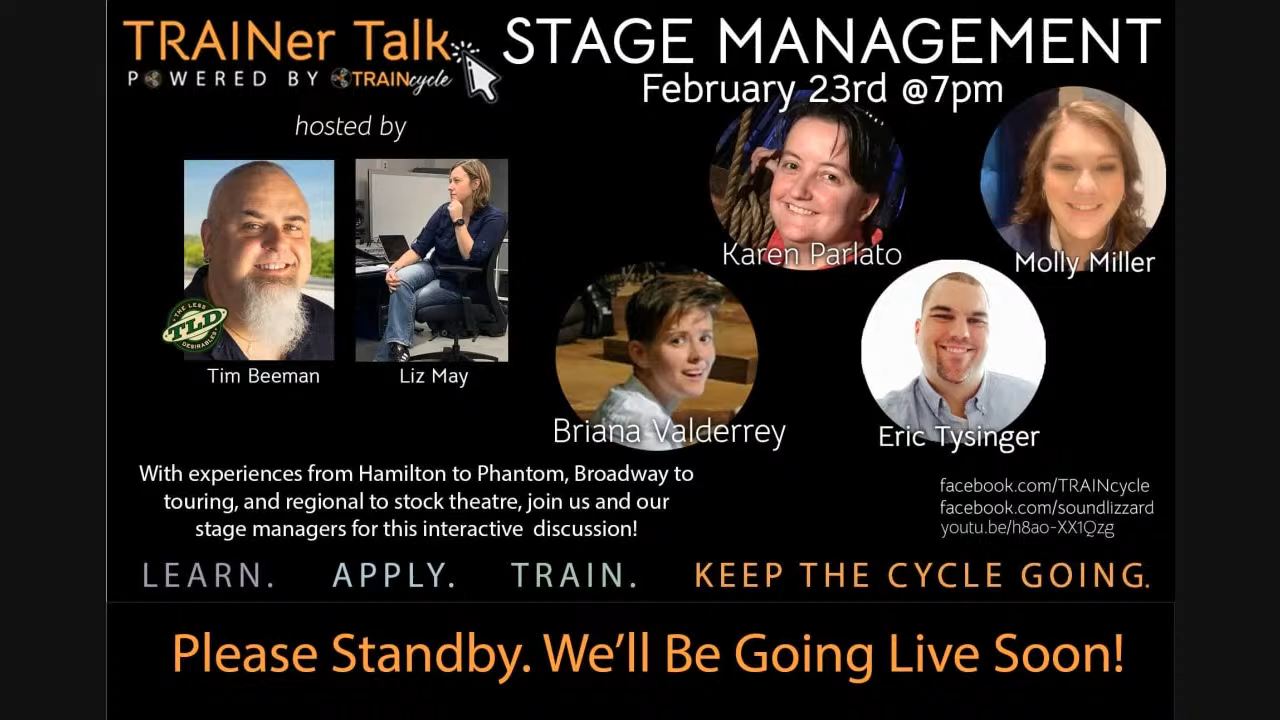 TRAINer Talk
POWERED BY TRAINcycle
STAGE MANAGEMENT
February 23rd @7pm
hosted by
THE LESS
TLD
DESIRABLES
Tim Beeman
Liz May
Karen Parlato
Molly Miller
Briana Valderrey
Eric Tysinger
With experiences from Hamilton to Phantom, Broadway to
touring, and regional to stock theatre, join us and our
stage managers for this interactive discussion!
facebook.com/TRAINcycle
facebook.com/soundlizzard
youtu.be/h8ao-XX1Qzg
LEARN. APPLY. TRAIN. KEEP THE CYCLE GOING.
Please Standby. We'll Be Going Live Soon!